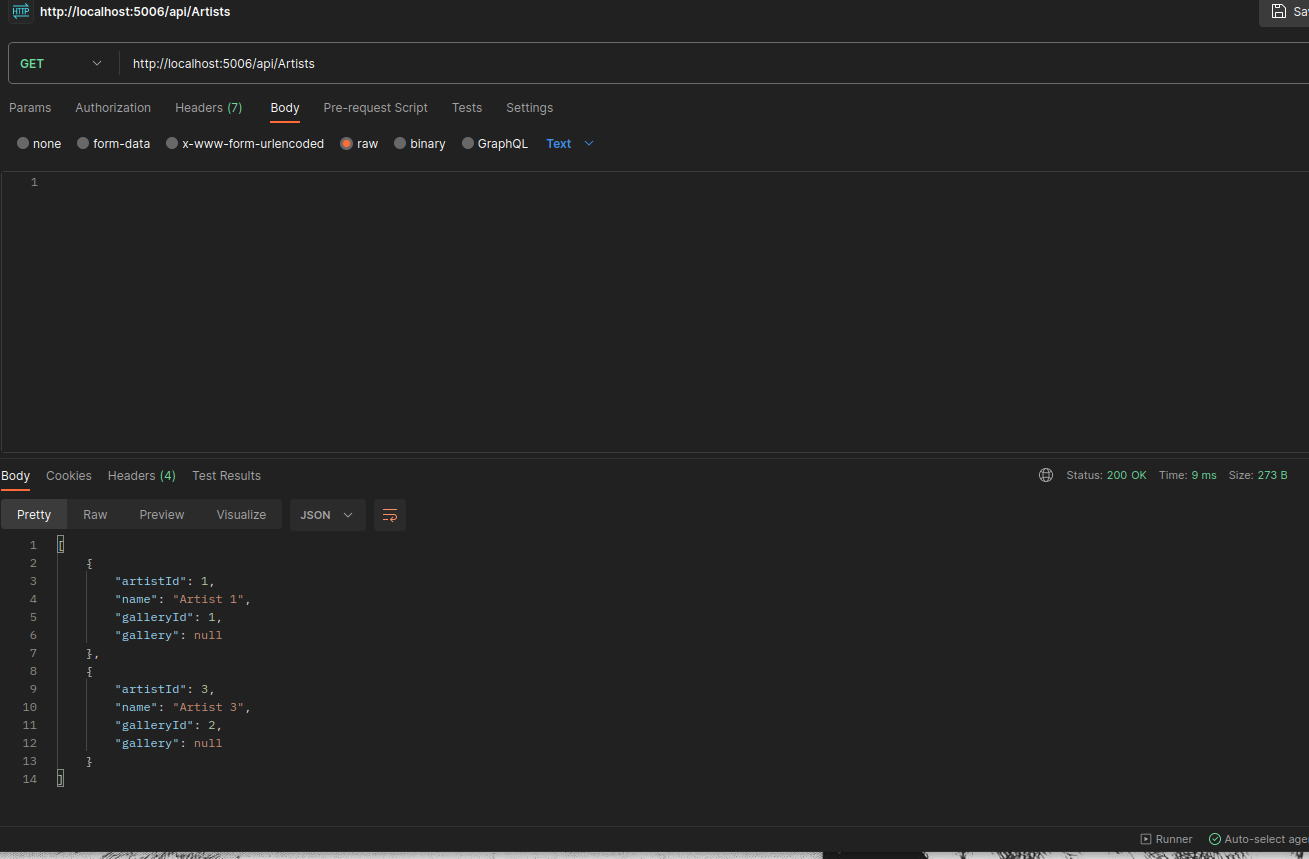 HTTP http://localhost:5006/api/Artists
GET http://localhost:5006/api/Artists
Params Authorization Headers (7) Body Pre-request Script Tests Settings
none form-data x-www-form-urlencoded raw binary GraphQL Text
1
Body Cookies Headers (4) Test Results Status: 200 OK Time: 9 ms Size: 273 B
Pretty Raw Preview Visualize JSON
1 [
2 {
3 "artistId": 1,
4 "name": "Artist 1",
5 "galleryId": 1,
6 "gallery": null
7 },
8 {
9 "artistId": 3,
10 "name": "Artist 3",
11 "galleryId": 2,
12 "gallery": null
13 }
14 ]
Runner Auto-select